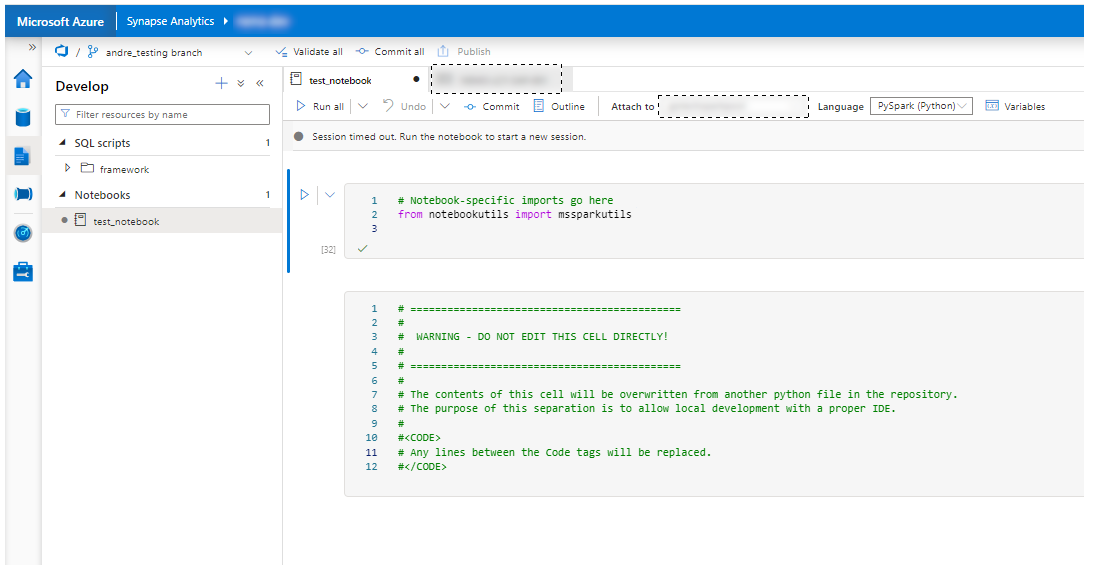 Microsoft Azure
Synapse Analytics
/ andre_testing branch
Validate all
Commit all
Publish
Develop
Filter resources by name
SQL scripts 1
framework
Notebooks 1
test_notebook
test_notebook
Run all
Undo
Commit
Outline
Attach to
Language
PySpark (Python)
Variables
Session timed out. Run the notebook to start a new session.
1 # Notebook-specific imports go here
2 from notebookutils import mssparkutils
3
[32]
1 # ============================================
2 #
3 #  WARNING - DO NOT EDIT THIS CELL DIRECTLY!
4 #
5 # ============================================
6 #
7 # The contents of this cell will be overwritten from another python file in the repository.
8 # The purpose of this separation is to allow local development with a proper IDE.
9 #
10 #<CODE>
11 # Any lines between the Code tags will be replaced.
12 #</CODE>